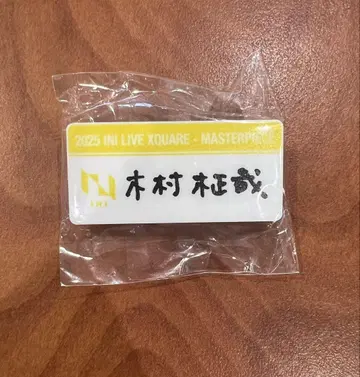 2025 INI LIVE XQUARE - MASTERPIECE
INI
木村柾哉